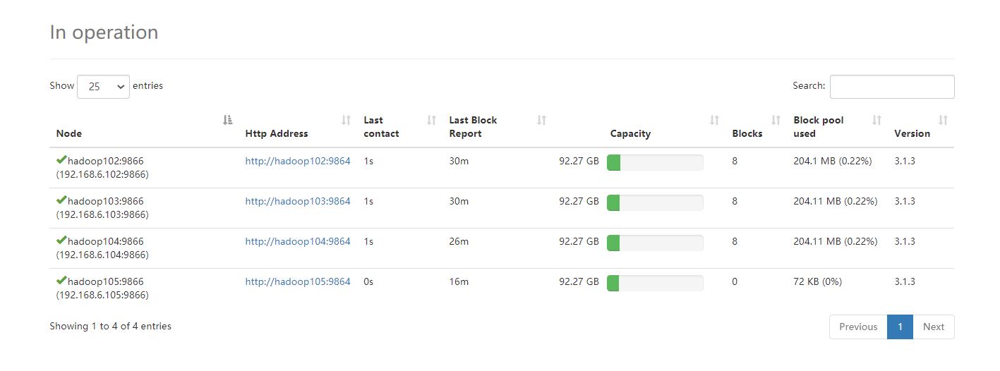 In operation
Show 25 entries Search:
Node Http Address Last contact Last Block Report Capacity Blocks Block pool used Version
hadoop102:9866 (192.168.6.102:9866) http://hadoop102:9864 1s 30m 92.27 GB 8 204.1 MB (0.22%) 3.1.3
hadoop103:9866 (192.168.6.103:9866) http://hadoop103:9864 1s 30m 92.27 GB 8 204.11 MB (0.22%) 3.1.3
hadoop104:9866 (192.168.6.104:9866) http://hadoop104:9864 1s 26m 92.27 GB 8 204.11 MB (0.22%) 3.1.3
hadoop105:9866 (192.168.6.105:9866) http://hadoop105:9864 0s 16m 92.27 GB 0 72 KB (0%) 3.1.3
Showing 1 to 4 of 4 entries Previous 1 Next